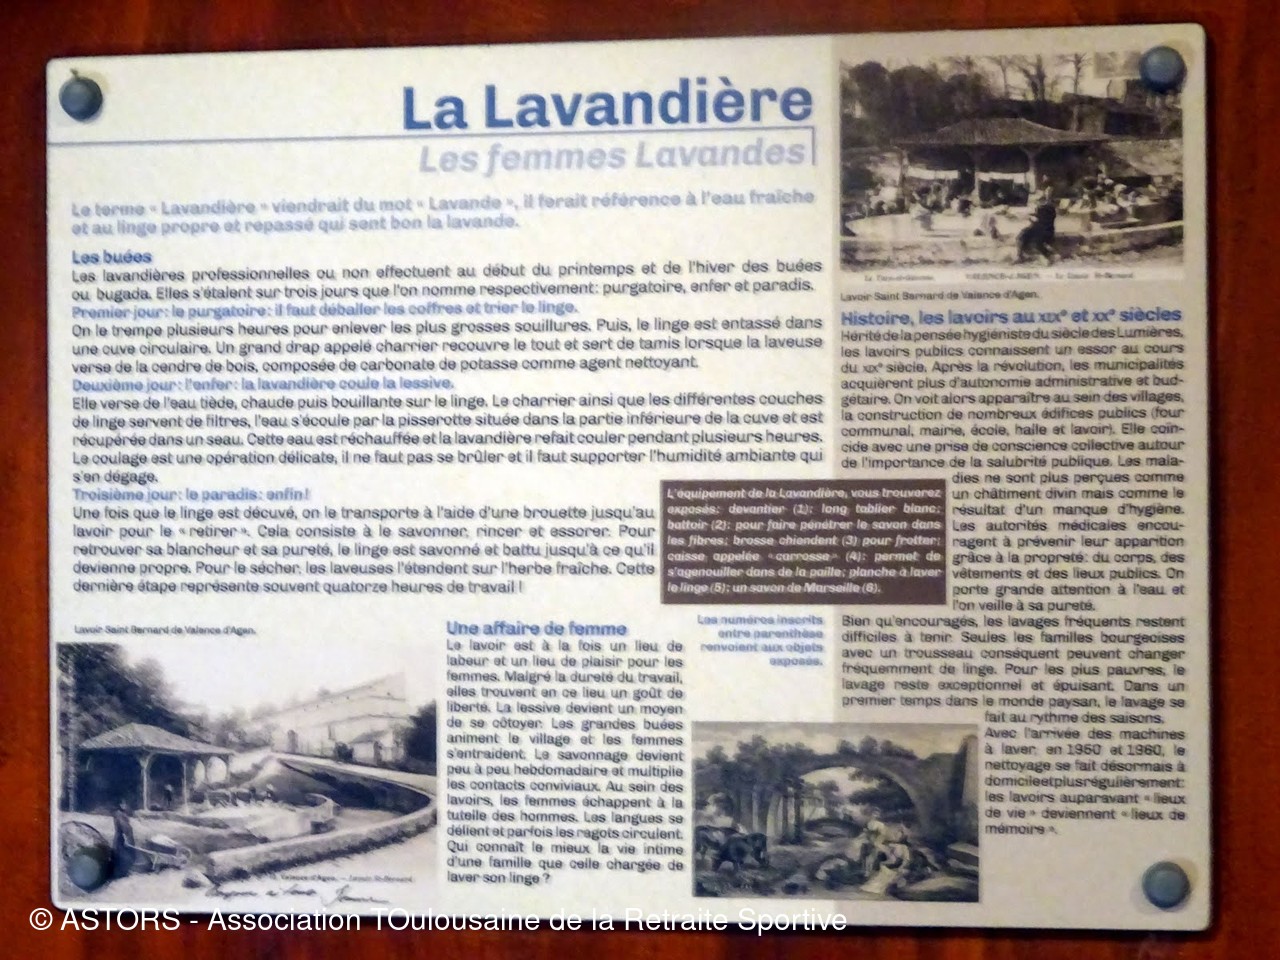 La Lavandière
Les femmes Lavandes
Le terme « Lavandière » viendrait du mot « Lavande », il ferait référence à l'eau fraîche
et au linge propre et repassé qui sent bon la lavande.
Les buées
Les lavandières professionnelles ou non effectuent au début du printemps et de l'hiver des buées
ou bugada. Elles s'étalent sur trois jours que l'on nomme respectivement : purgatoire, enfer et paradis.
Premier jour : le purgatoire : il faut déballer les coffres et trier le linge.
On le trempe plusieurs heures pour enlever les plus grosses souillures. Puis, le linge est entassé dans
une cuve circulaire. Un grand drap appelé charrier recouvre le tout et sert de tamis lorsque la laveuse
verse de la cendre de bois, composée de carbonate de potasse comme agent nettoyant.
Deuxième jour : l'enfer : la lavandière coule la lessive.
Elle verse de l'eau tiède, chaude puis bouillante sur le linge. Le charrier ainsi que les différentes couches
de linge servent de filtres, l'eau s'écoule par la pisserotte située dans la partie inférieure de la cuve et est
récupérée dans un seau. Cette eau est réchauffée et la lavandière refait couler pendant plusieurs heures.
Le coulage est une opération délicate, il ne faut pas se brûler et il faut supporter l'humidité ambiante qui
s'en dégage.
Troisième jour : le paradis : enfin !
Une fois que le linge est décuvé, on le transporte à l'aide d'une brouette jusqu'au
lavoir pour le « retirer ». Cela consiste à le savonner, rincer et essorer. Pour
retrouver sa blancheur et sa pureté, le linge est savonné et battu jusqu'à ce qu'il
devienne propre. Pour le sécher, les laveuses l'étendent sur l'herbe fraîche. Cette
dernière étape représente souvent quatorze heures de travail !
L'équipement de la Lavandière, vous trouverez
exposés : devantier (1) : long tablier blanc;
battoir (2) : pour faire pénétrer le savon dans
les fibres; brosse chiendent (3) pour frotter;
caisse appelée « carrosse » (4) : permet de
s'agenouiller dans de la paille; planche à laver
le linge (5); un savon de Marseille (6).
Les numéros inscrits
entre parenthèse
renvoient aux objets
exposés.
Lavoir Saint Bernard de Valence d'Agen.
VALENCE-d'AGEN — Le Lavoir St-Bernard
Lavoir Saint Bernard de Valence d'Agen.
Valence d'Agen. — Lavoir St-Bernard
Une affaire de femme
Le lavoir est à la fois un lieu de
labeur et un lieu de plaisir pour les
femmes. Malgré la dureté du travail,
elles trouvent en ce lieu un goût de
liberté. La lessive devient un moyen
de se côtoyer. Les grandes buées
animent le village et les femmes
s'entraident. Le savonnage devient
peu à peu hebdomadaire et multiplie
les contacts conviviaux. Au sein des
lavoirs, les femmes échappent à la
tutelle des hommes. Les langues se
délient et parfois les ragots circulent.
Qui connaît le mieux la vie intime
d'une famille que celle chargée de
laver son linge ?
Histoire, les lavoirs au XIXe et XXe siècles
Hérité de la pensée hygiéniste du siècle des Lumières,
les lavoirs publics connaissent un essor au cours
du XIXe siècle. Après la révolution, les municipalités
acquièrent plus d'autonomie administrative et bud-
gétaire. On voit alors apparaître au sein des villages,
la construction de nombreux édifices publics (four
communal, mairie, école, halle et lavoir). Elle coïn-
cide avec une prise de conscience collective autour
de l'importance de la salubrité publique. Les mala-
dies ne sont plus perçues comme
un châtiment divin mais comme le
résultat d'un manque d'hygiène.
Les autorités médicales encou-
ragent à prévenir leur apparition
grâce à la propreté : du corps, des
vêtements et des lieux publics. On
porte grande attention à l'eau et
l'on veille à sa pureté.
Bien qu'encouragés, les lavages fréquents restent
difficiles à tenir. Seules les familles bourgeoises
avec un trousseau conséquent peuvent changer
fréquemment de linge. Pour les plus pauvres, le
lavage reste exceptionnel et épuisant. Dans un
premier temps dans le monde paysan, le lavage se
fait au rythme des saisons.
Avec l'arrivée des machines
à laver, en 1950 et 1960, le
nettoyage se fait désormais à
domicile et plus régulièrement :
les lavoirs auparavant « lieux
de vie » deviennent « lieux de
mémoire ».
© ASTORS - Association TOulousaine de la Retraite Sportive